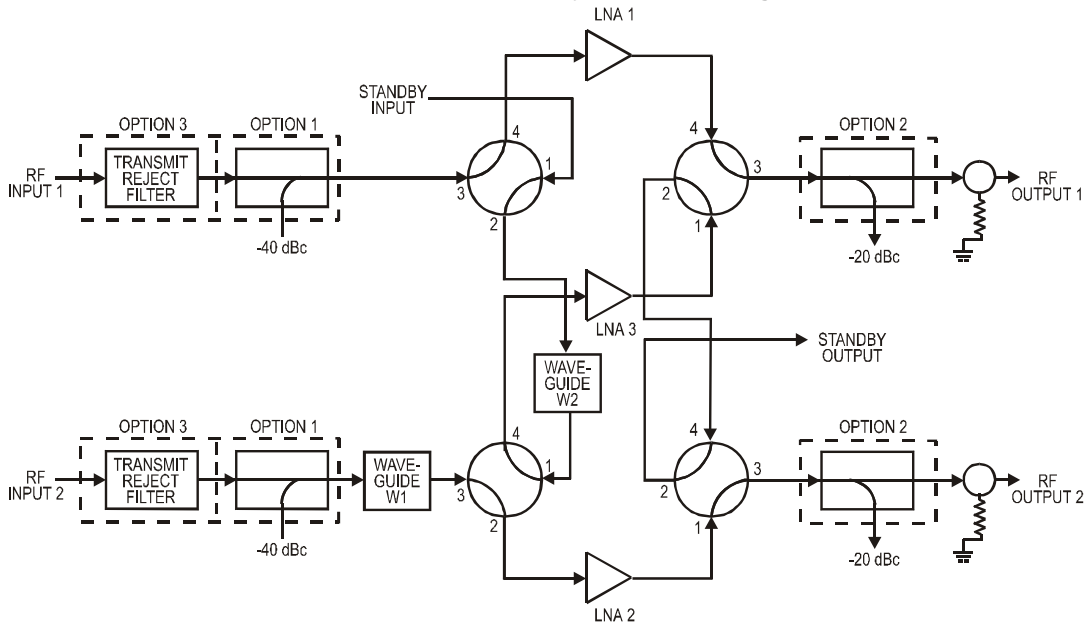 LNA 1
STANDBY
INPUT
OPTION 3
OPTION 1
4
4
OPTION 2
TRANSMIT
REJECT
FILTER
RF
INPUT 1
1
3
2
2
3
1
RF
OUTPUT 1
-40 dBc
-20 dBc
LNA 3
STANDBY
OUTPUT
WAVE-
GUIDE
W2
OPTION 3
OPTION 1
4
4
OPTION 2
TRANSMIT
REJECT
FILTER
WAVE-
GUIDE
W1
RF
INPUT 2
1
3
2
2
3
1
RF
OUTPUT 2
-40 dBc
-20 dBc
LNA 2